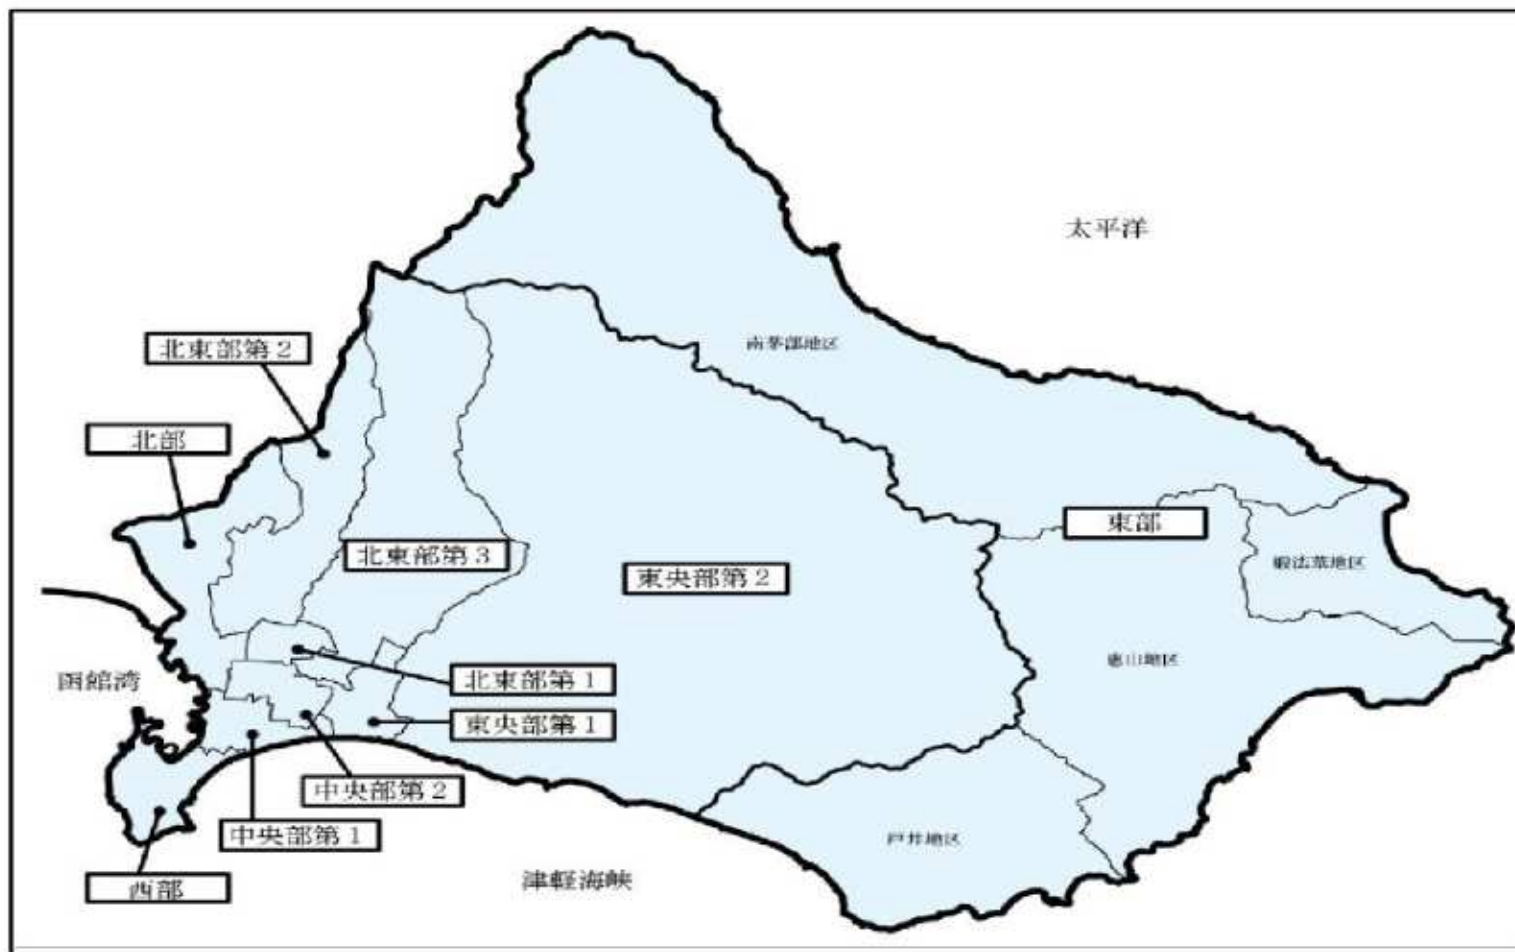 太平洋
北東部第2
南茅部地区
北部
東部
北東部第3
椴法華地区
東央部第2
恵山地区
函館湾
北東部第1
東央部第1
中央部第2
中央部第1
戸井地区
西部
津軽海峡